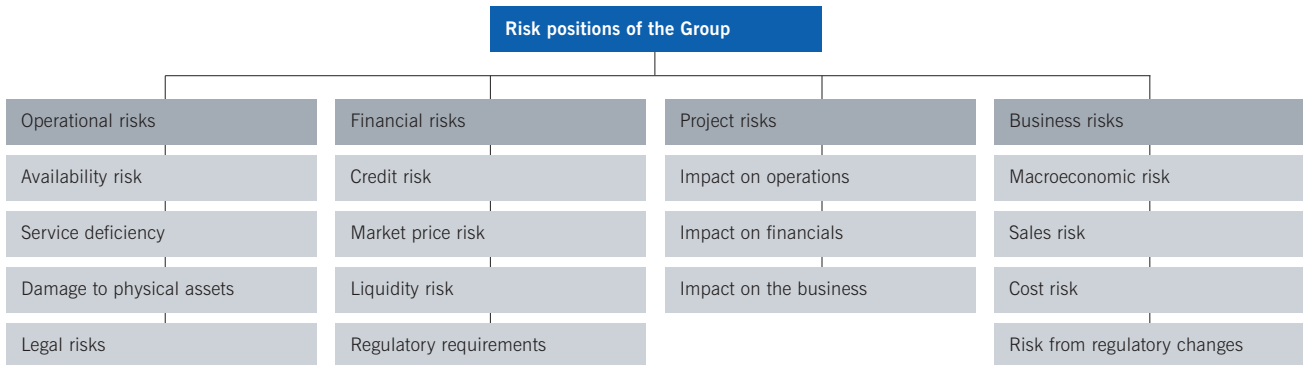 Risk positions of the Group
Operational risks
Availability risk
Service deficiency
Damage to physical assets
Legal risks
Financial risks
Credit risk
Market price risk
Liquidity risk
Regulatory requirements
Project risks
Impact on operations
Impact on financials
Impact on the business
Business risks
Macroeconomic risk
Sales risk
Cost risk
Risk from regulatory changes